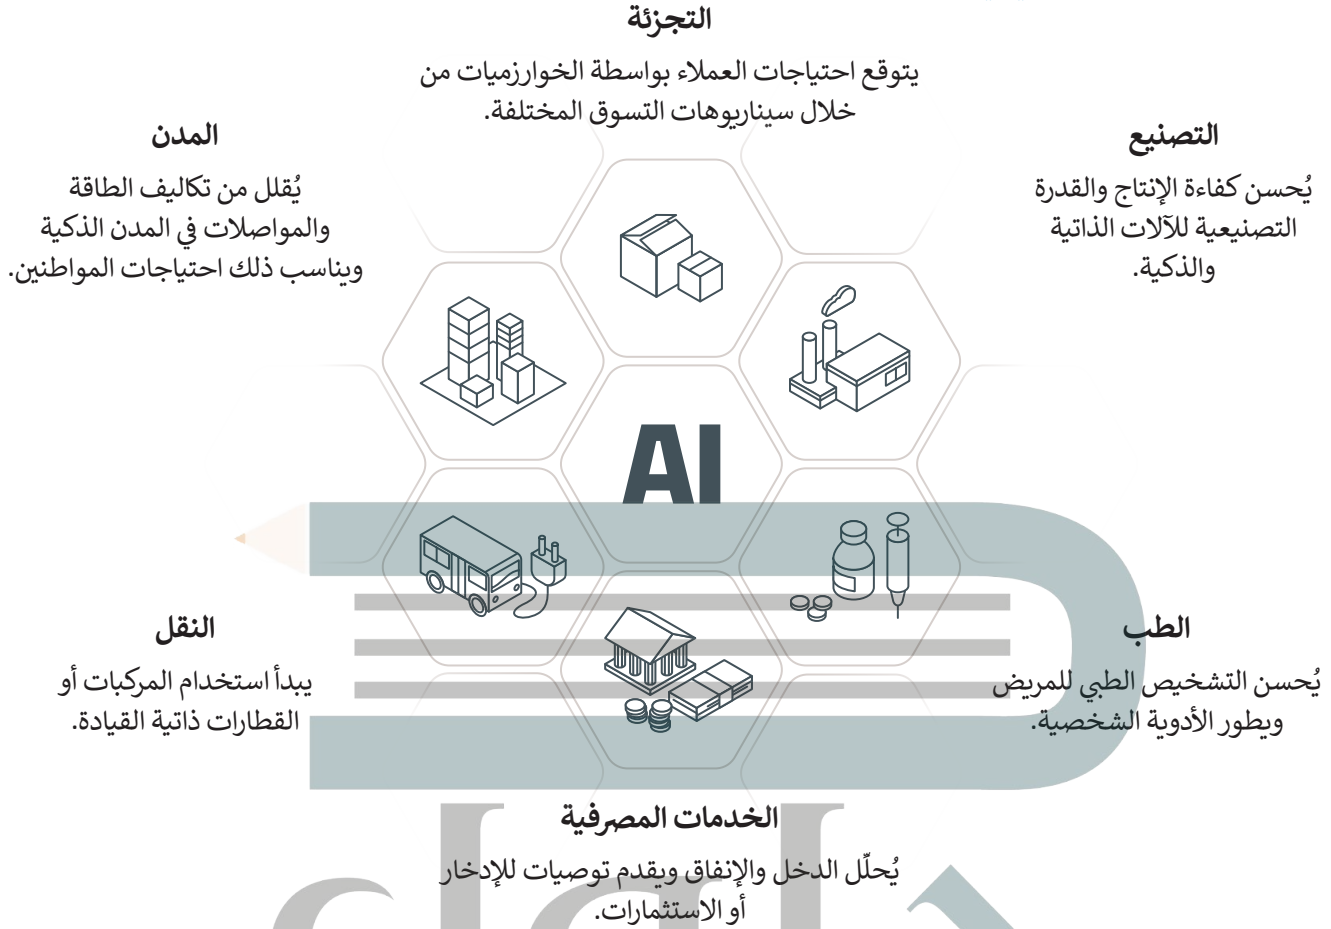 التجزئة
يتوقع احتياجات العملاء بواسطة الخوارزميات من
خلال سيناريوهات التسوق المختلفة.
التصنيع
يُحسن كفاءة الإنتاج والقدرة
التصنيعية للآلات الذاتية
والذكية.
المدن
يُقلل من تكاليف الطاقة
والمواصلات في المدن الذكية
ويناسب ذلك احتياجات المواطنين.
AI
الطب
يُحسن التشخيص الطبي للمريض
ويطور الأدوية الشخصية.
النقل
يبدأ استخدام المركبات أو
القطارات ذاتية القيادة.
الخدمات المصرفية
يُحلّل الدخل والإنفاق ويقدم توصيات للإدخار
أو الاستثمارات.